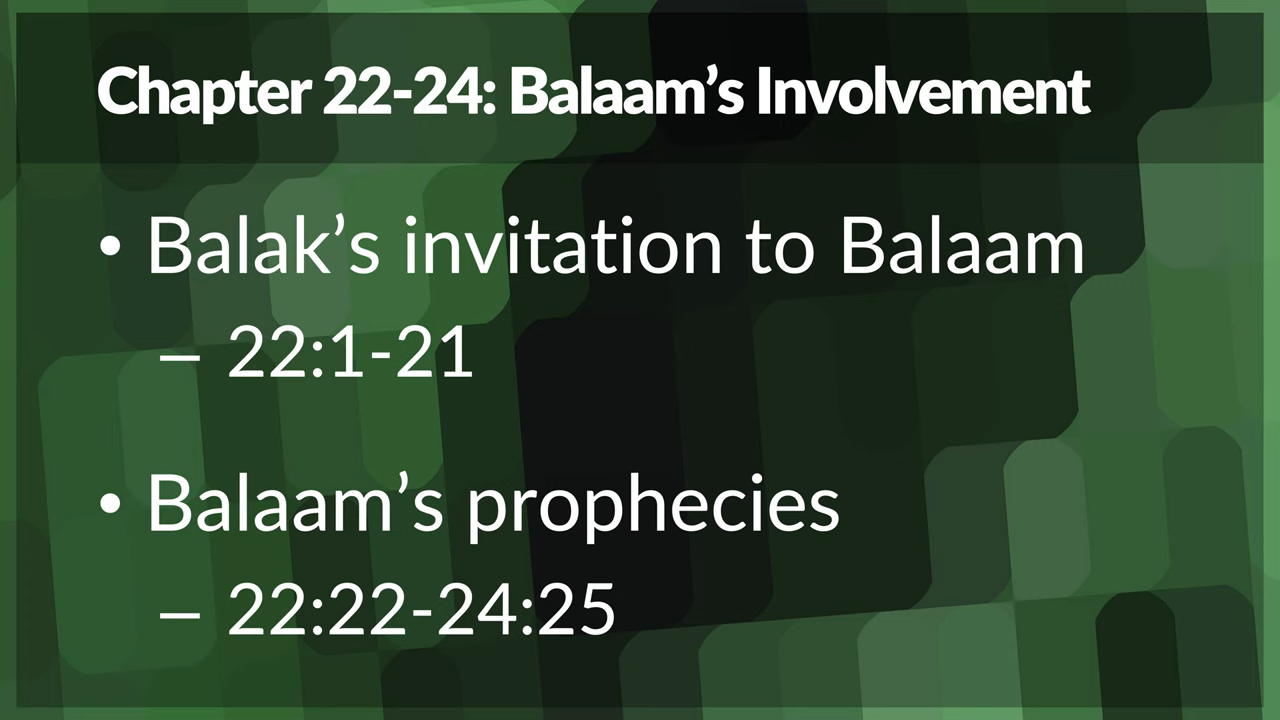 Chapter 22-24: Balaam’s Involvement
• Balak’s invitation to Balaam
– 22:1-21
• Balaam’s prophecies
– 22:22-24:25